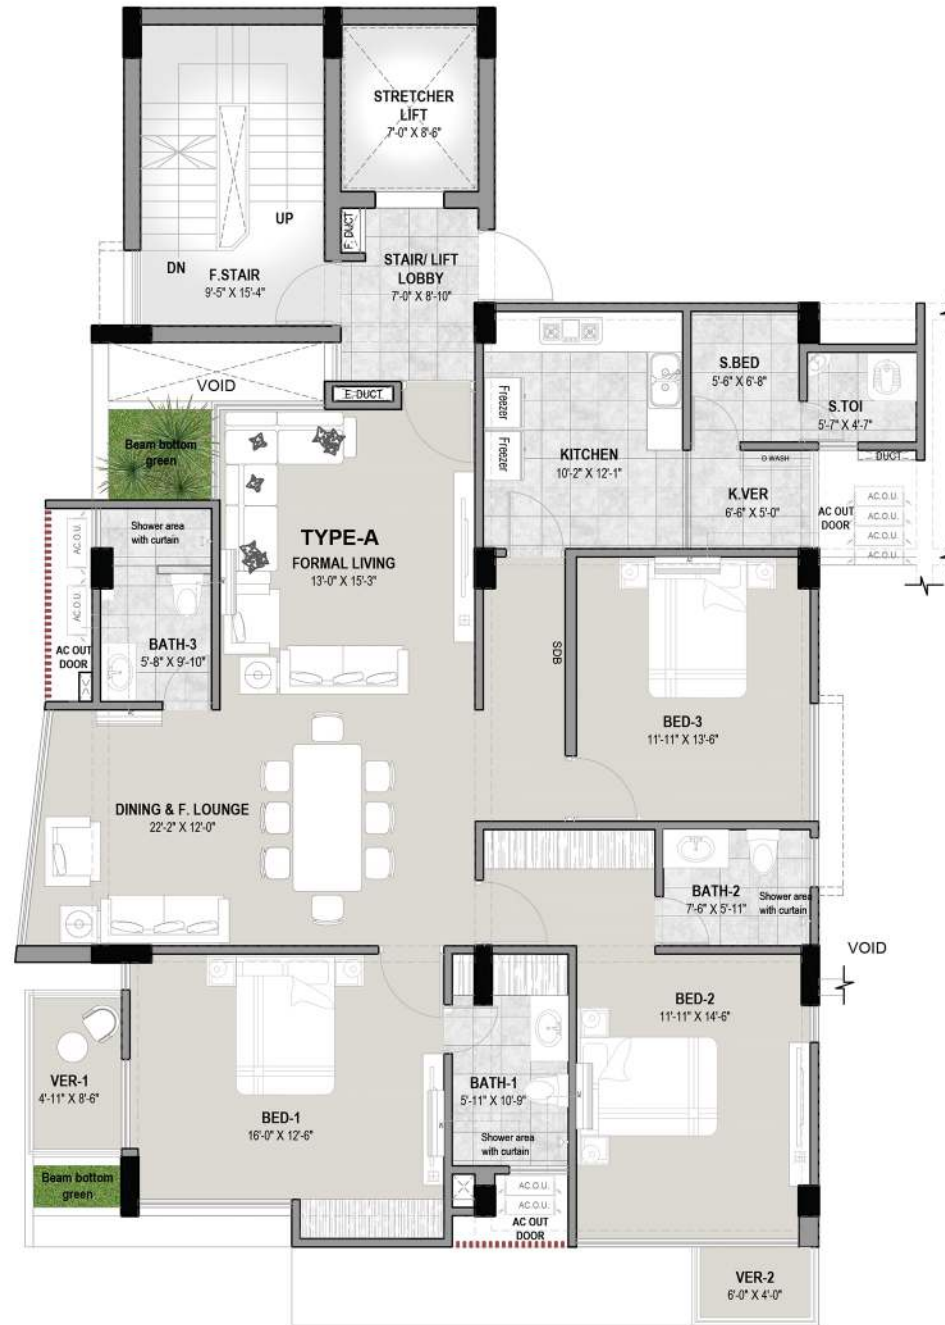 STRETCHER
LIFT
7'-0" X 8'-6"
F. DUCT
UP
DN
F.STAIR
9'-5" X 15'-4"
STAIR/ LIFT
LOBBY
7'-0" X 8'-10"
VOID
E. DUCT
Beam bottom
green
Freezer
Freezer
KITCHEN
10'-2" X 12'-1"
S.BED
5'-6" X 6'-8"
S.TOI
5'-7" X 4'-7"
D.WASH
DUCT
K.VER
6'-6" X 5'-0"
AC OUT
DOOR
AC.O.U.
AC.O.U.
AC.O.U.
AC.O.U.
TYPE-A
FORMAL LIVING
13'-0" X 15'-3"
Shower area
with curtain
AC.O.U.
AC.O.U.
AC OUT
DOOR
BATH-3
5'-8" X 9'-10"
SDB
BED-3
11'-11" X 13'-6"
DINING & F. LOUNGE
22'-2" X 12'-0"
BATH-2
7'-6" X 5'-11"
Shower area
with curtain
VOID
BED-2
11'-11" X 14'-6"
VER-1
4'-11" X 8'-6"
BED-1
16'-0" X 12'-6"
BATH-1
5'-11" X 10'-9"
Shower area
with curtain
Beam bottom
green
AC.O.U.
AC.O.U.
AC OUT
DOOR
VER-2
6'-0" X 4'-0"